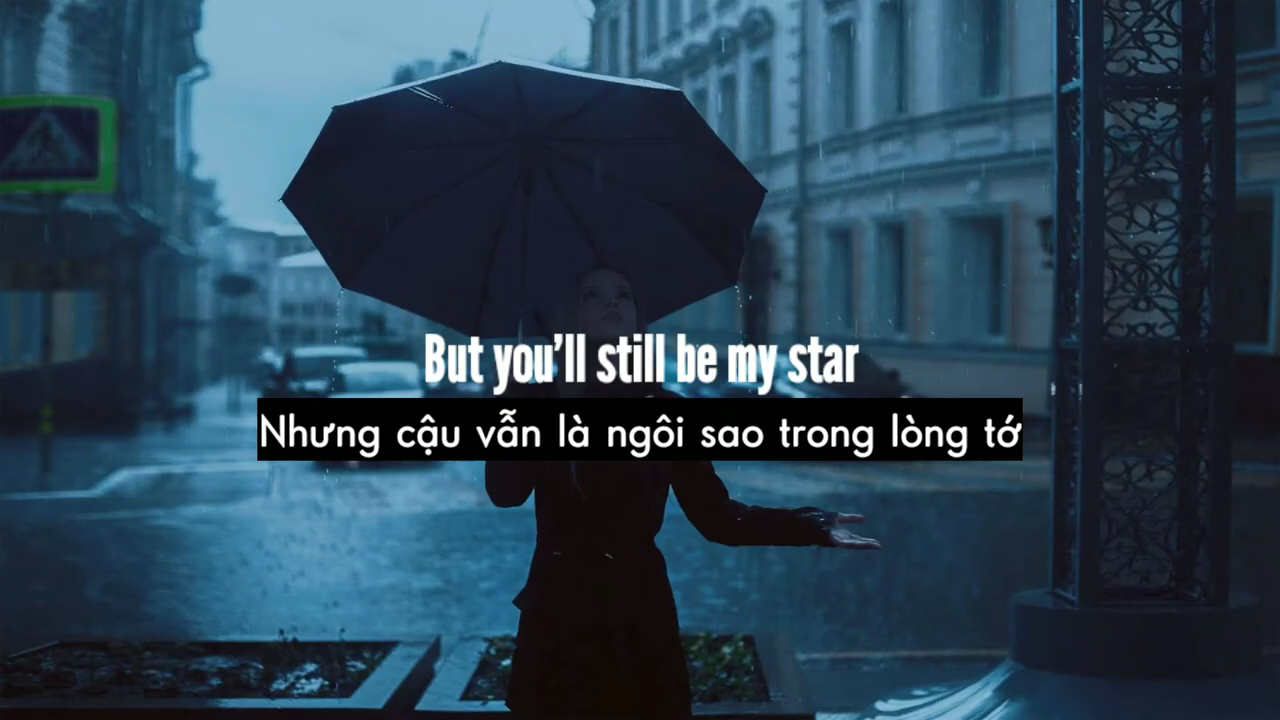 But you'll still be my star
Nhưng cậu vẫn là ngôi sao trong lòng tớ